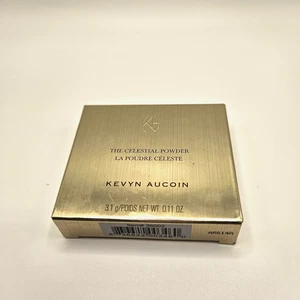 THE CELESTIAL POWDER
LA POUDRE CÉLESTE
KEVYN AUCOIN
3.1 g/POIDS NET WT. 0.11 OZ.